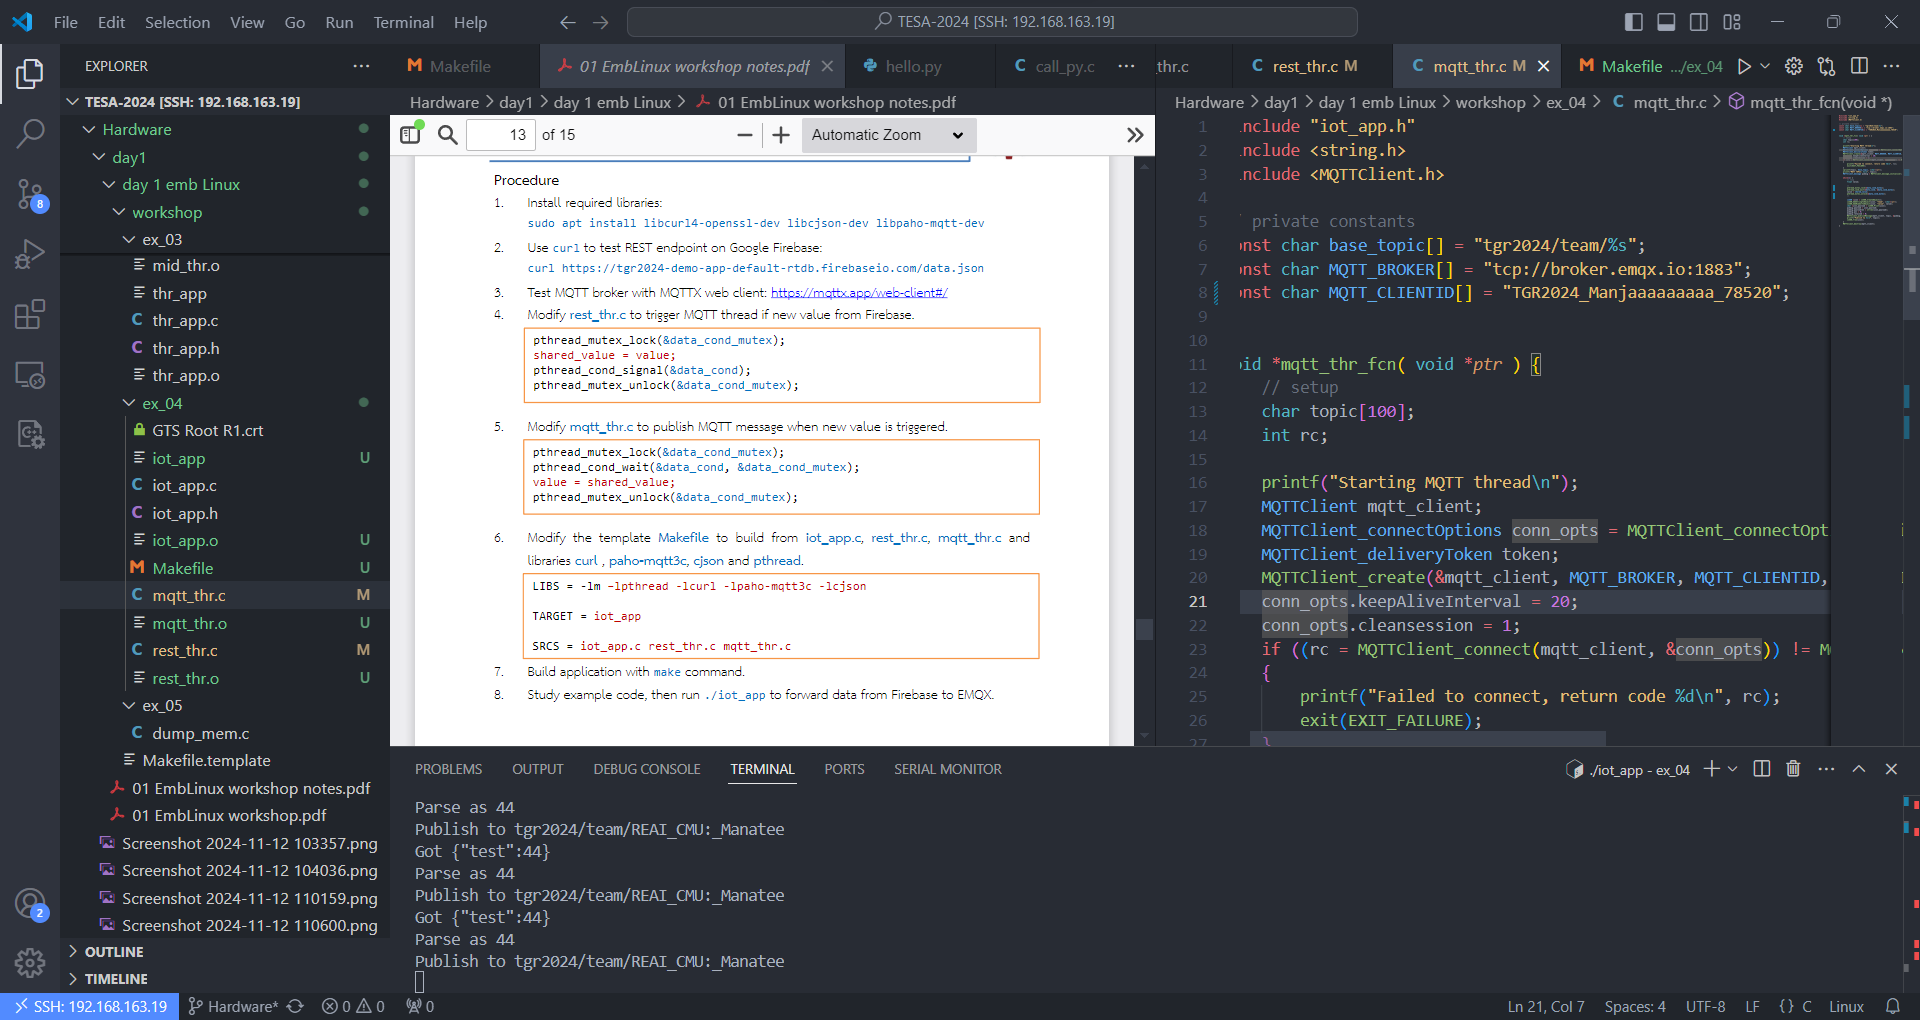 File Edit Selection View Go Run Terminal Help
TESA-2024 [SSH: 192.168.163.19]
EXPLORER
TESA-2024 [SSH: 192.168.163.19]
Hardware
day1
day 1 emb Linux
workshop
ex_03
mid_thr.o
thr_app
thr_app.c
thr_app.h
thr_app.o
ex_04
GTS Root R1.crt
iot_app U
iot_app.c
iot_app.h
iot_app.o U
Makefile U
mqtt_thr.c M
mqtt_thr.o U
rest_thr.c M
rest_thr.o U
ex_05
dump_mem.c
Makefile.template
01 EmbLinux workshop notes.pdf
01 EmbLinux workshop.pdf
Screenshot 2024-11-12 103357.png
Screenshot 2024-11-12 104036.png
Screenshot 2024-11-12 110159.png
Screenshot 2024-11-12 110600.png
OUTLINE
TIMELINE
8
2
Makefile
01 EmbLinux workshop notes.pdf
hello.py
call_py.c
Hardware > day1 > day 1 emb Linux > 01 EmbLinux workshop notes.pdf
13 of 15
Automatic Zoom
Procedure
1. Install required libraries:
sudo apt install libcurl4-openssl-dev libcjson-dev libpaho-mqtt-dev
2. Use curl to test REST endpoint on Google Firebase:
curl https://tgr2024-demo-app-default-rtdb.firebaseio.com/data.json
3. Test MQTT broker with MQTTX web client: https://mqttx.app/web-client#/
4. Modify rest_thr.c to trigger MQTT thread if new value from Firebase.
pthread_mutex_lock(&data_cond_mutex);
shared_value = value;
pthread_cond_signal(&data_cond);
pthread_mutex_unlock(&data_cond_mutex);
5. Modify mqtt_thr.c to publish MQTT message when new value is triggered.
pthread_mutex_lock(&data_cond_mutex);
pthread_cond_wait(&data_cond, &data_cond_mutex);
value = shared_value;
pthread_mutex_unlock(&data_cond_mutex);
6. Modify the template Makefile to build from iot_app.c, rest_thr.c, mqtt_thr.c and
libraries curl , paho-mqtt3c, cjson and pthread.
LIBS = -lm –lpthread -lcurl -lpaho-mqtt3c -lcjson
TARGET = iot_app
SRCS = iot_app.c rest_thr.c mqtt_thr.c
7. Build application with make command.
8. Study example code, then run ./iot_app to forward data from Firebase to EMQX.
_thr.c
rest_thr.c M
mqtt_thr.c M
Makefile .../ex_04
Hardware > day1 > day 1 emb Linux > workshop > ex_04 > mqtt_thr.c > mqtt_thr_fcn(void *)
1 include "iot_app.h"
2 include <string.h>
3 include <MQTTClient.h>
4
5 private constants
6 onst char base_topic[] = "tgr2024/team/%s";
7 onst char MQTT_BROKER[] = "tcp://broker.emqx.io:1883";
8 onst char MQTT_CLIENTID[] = "TGR2024_Manjaaaaaaaaa_78520";
9
10
11 oid *mqtt_thr_fcn( void *ptr ) {
12 // setup
13 char topic[100];
14 int rc;
15
16 printf("Starting MQTT thread\n");
17 MQTTClient mqtt_client;
18 MQTTClient_connectOptions conn_opts = MQTTClient_connectOpt
19 MQTTClient_deliveryToken token;
20 MQTTClient_create(&mqtt_client, MQTT_BROKER, MQTT_CLIENTID,
21 conn_opts.keepAliveInterval = 20;
22 conn_opts.cleansession = 1;
23 if ((rc = MQTTClient_connect(mqtt_client, &conn_opts)) != M
24 {
25 printf("Failed to connect, return code %d\n", rc);
26 exit(EXIT_FAILURE);
27 }
PROBLEMS OUTPUT DEBUG CONSOLE TERMINAL PORTS SERIAL MONITOR
./iot_app - ex_04
Parse as 44
Publish to tgr2024/team/REAI_CMU:_Manatee
Got {"test":44}
Parse as 44
Publish to tgr2024/team/REAI_CMU:_Manatee
Got {"test":44}
Parse as 44
Publish to tgr2024/team/REAI_CMU:_Manatee
SSH: 192.168.163.19 Hardware* 0 0 0
Ln 21, Col 7 Spaces: 4 UTF-8 LF {} C Linux